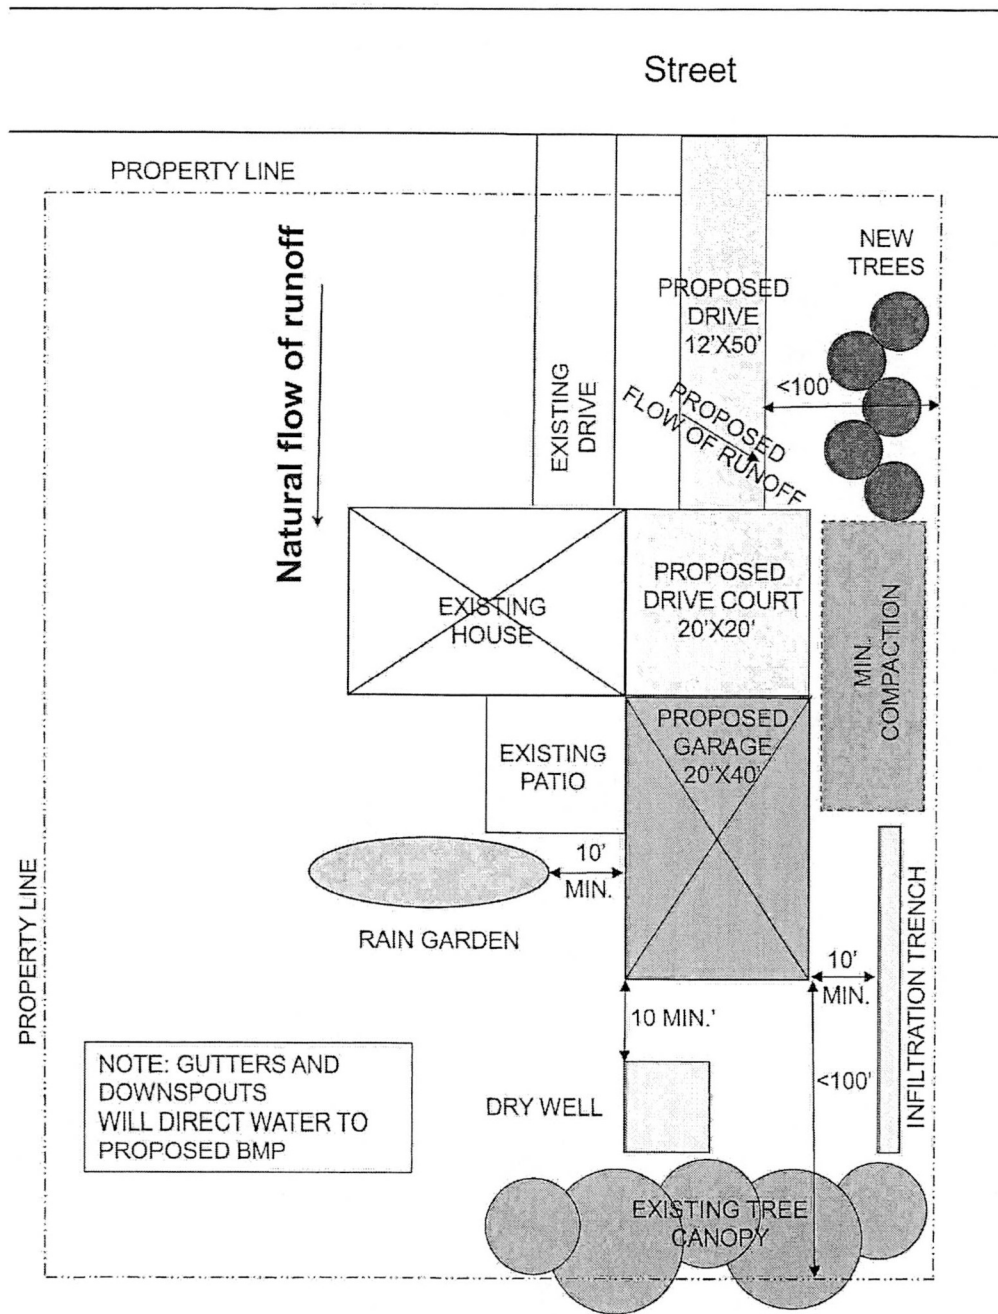 Street
PROPERTY LINE
Natural flow of runoff
NEW
TREES
PROPOSED
DRIVE
12'X50'
<100'
EXISTING
DRIVE
PROPOSED
FLOW OF RUNOFF
EXISTING
HOUSE
PROPOSED
DRIVE COURT
20'X20'
MIN.
COMPACTION
PROPOSED
GARAGE
20'X40'
EXISTING
PATIO
10'
MIN.
RAIN GARDEN
PROPERTY LINE
INFILTRATION TRENCH
10'
MIN.
10 MIN.'
<100'
NOTE: GUTTERS AND
DOWNSPOUTS
WILL DIRECT WATER TO
PROPOSED BMP
DRY WELL
EXISTING TREE
CANOPY